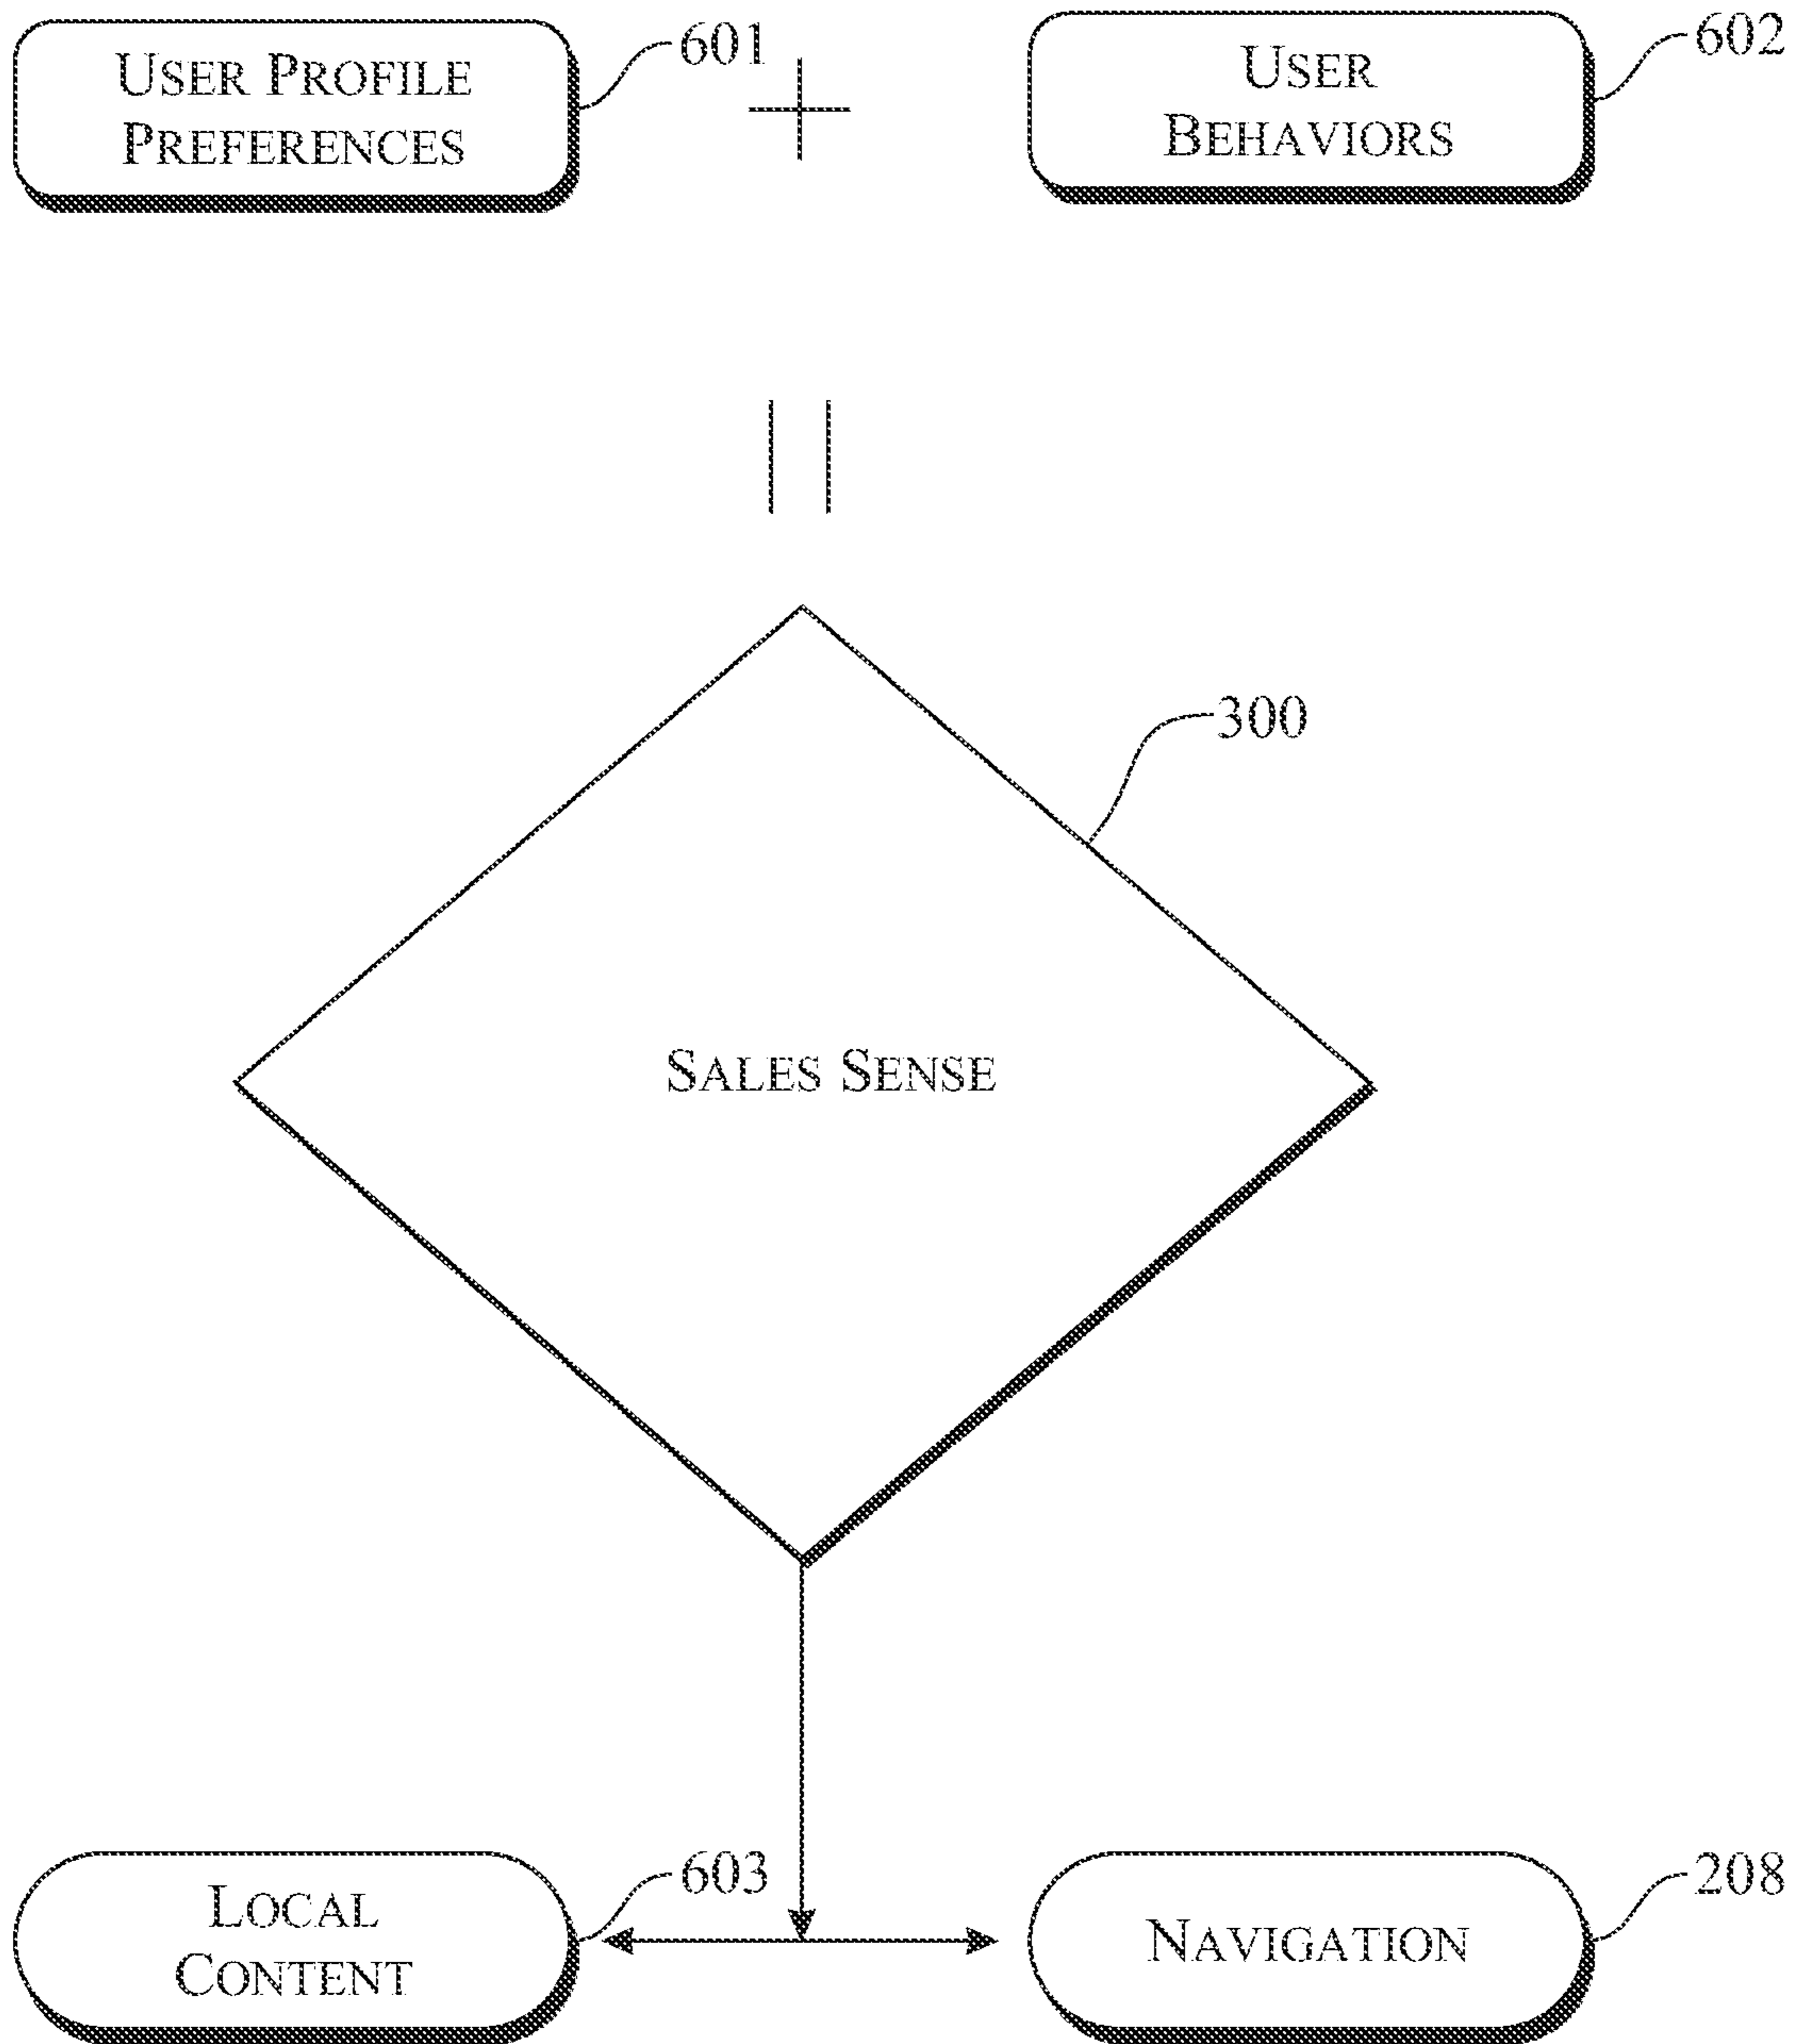 USER PROFILE
PREFERENCES
601
+
USER
BEHAVIORS
602
300
SALES SENSE
LOCAL
CONTENT
603
NAVIGATION
208